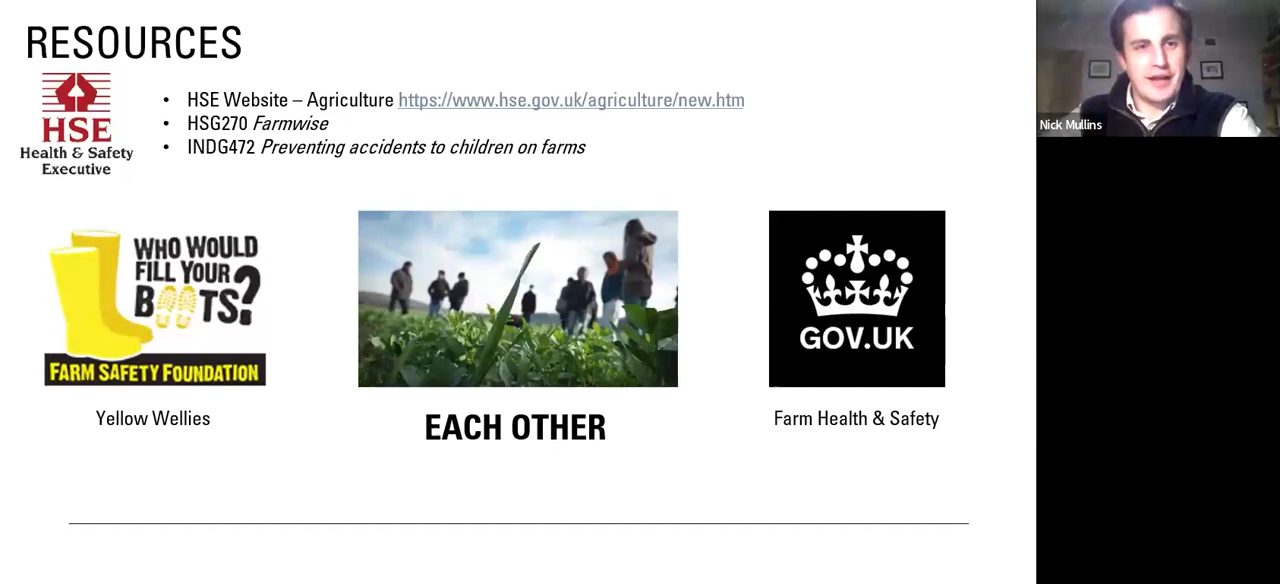 RESOURCES
HSE
Health & Safety
Executive
• HSE Website – Agriculture https://www.hse.gov.uk/agriculture/new.htm
• HSG270 Farmwise
• INDG472 Preventing accidents to children on farms
Nick Mullins
WHO WOULD
FILL YOUR
BOOTS?
FARM SAFETY FOUNDATION
Yellow Wellies
EACH OTHER
GOV.UK
Farm Health & Safety